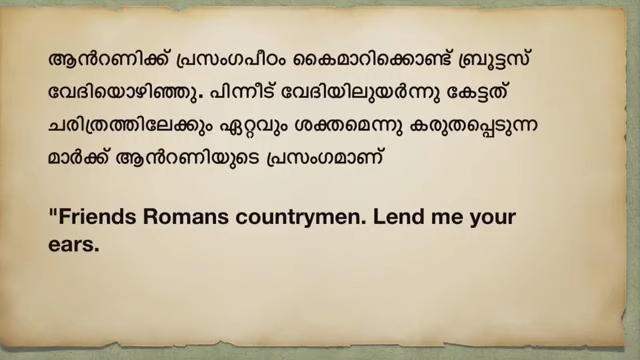 ആൻറണിക്ക് പ്രസംഗപീഠം കൈമാറിക്കൊണ്ട് ബ്രൂട്ടസ്
വേദിയൊഴിഞ്ഞു. പിന്നീട് വേദിയിലുയർന്നു കേട്ടത്
ചരിത്രത്തിലേക്കും ഏറ്റവും ശക്തമെന്നു കരുതപ്പെടുന്ന
മാർക്ക് ആൻറണിയുടെ പ്രസംഗമാണ്
"Friends Romans countrymen. Lend me your
ears.